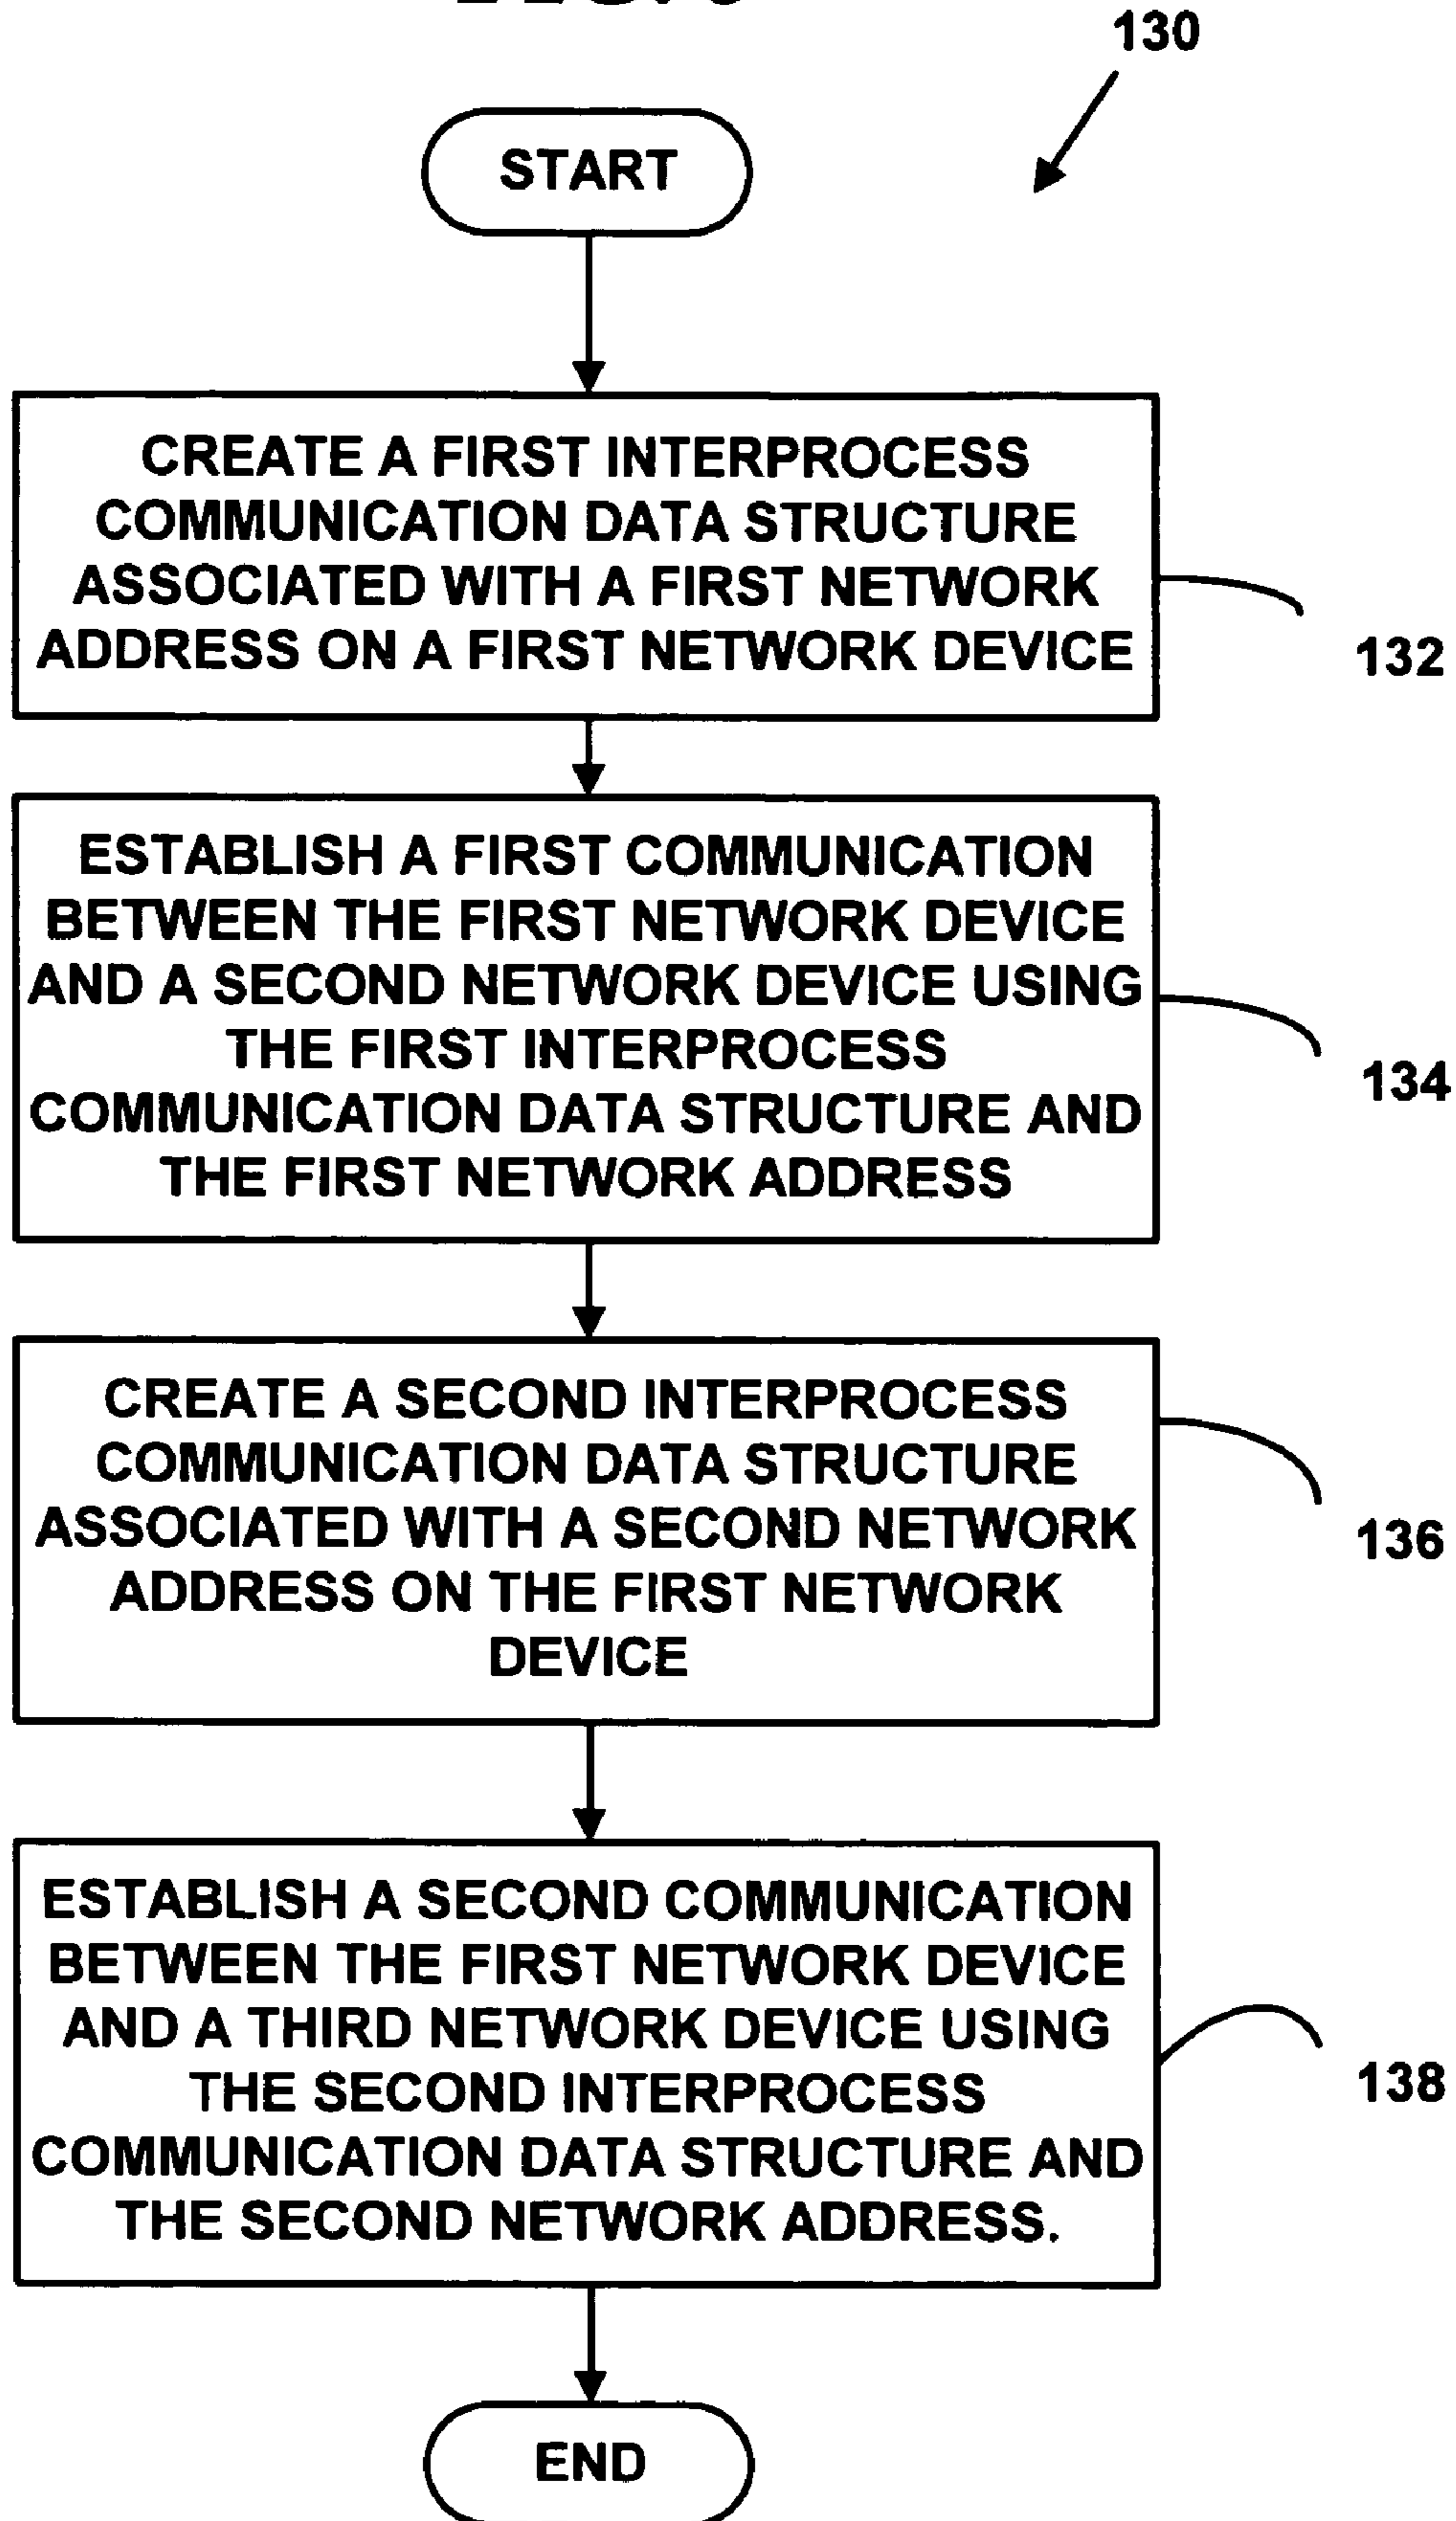 130
START
CREATE A FIRST INTERPROCESS
COMMUNICATION DATA STRUCTURE
ASSOCIATED WITH A FIRST NETWORK
ADDRESS ON A FIRST NETWORK DEVICE
132
ESTABLISH A FIRST COMMUNICATION
BETWEEN THE FIRST NETWORK DEVICE
AND A SECOND NETWORK DEVICE USING
THE FIRST INTERPROCESS
COMMUNICATION DATA STRUCTURE AND
THE FIRST NETWORK ADDRESS
134
CREATE A SECOND INTERPROCESS
COMMUNICATION DATA STRUCTURE
ASSOCIATED WITH A SECOND NETWORK
ADDRESS ON THE FIRST NETWORK
DEVICE
136
ESTABLISH A SECOND COMMUNICATION
BETWEEN THE FIRST NETWORK DEVICE
AND A THIRD NETWORK DEVICE USING
THE SECOND INTERPROCESS
COMMUNICATION DATA STRUCTURE AND
THE SECOND NETWORK ADDRESS.
138
END